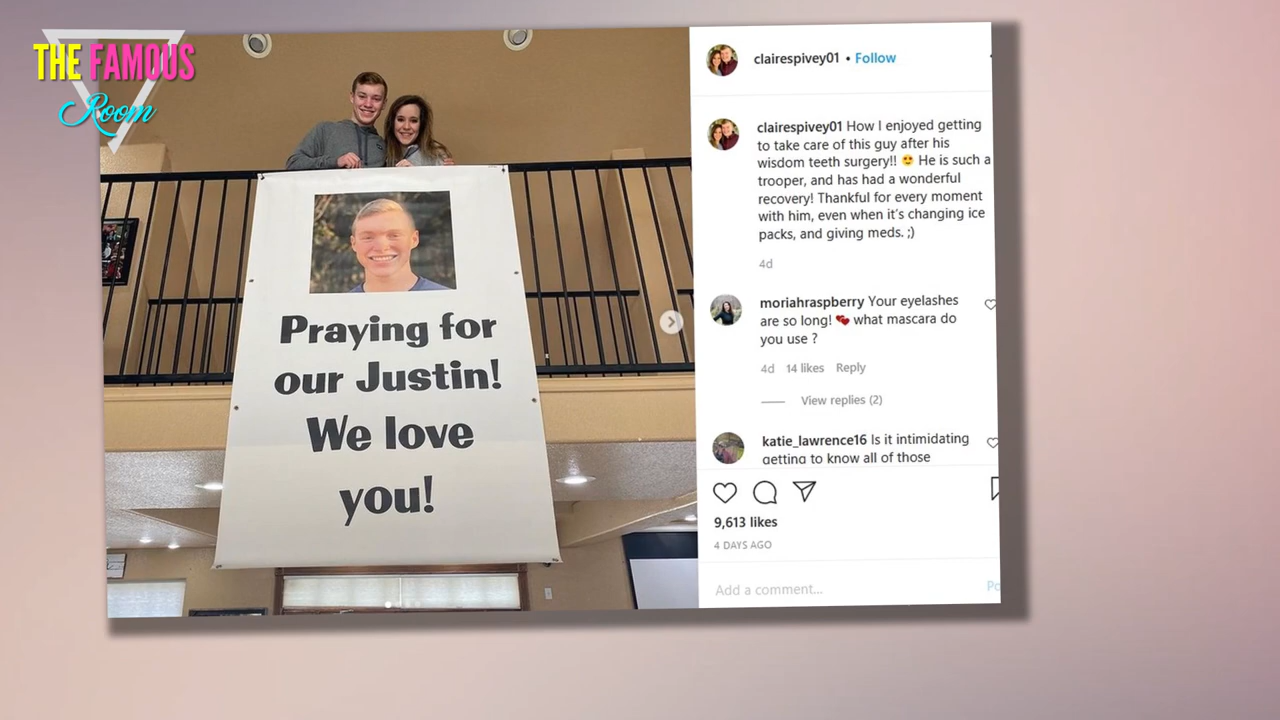 THE FAMOUS
Room
Praying for
our Justin!
We love
you!
clairespivey01 • Follow
clairespivey01 How I enjoyed getting
to take care of this guy after his
wisdom teeth surgery!! 😍 He is such a
trooper, and has had a wonderful
recovery! Thankful for every moment
with him, even when it's changing ice
packs, and giving meds. ;)
4d
moriahraspberry Your eyelashes
are so long! 💕 what mascara do
you use ?
4d 14 likes Reply
View replies (2)
katie_lawrence16 Is it intimidating
getting to know all of those
9,613 likes
4 DAYS AGO
Add a comment...